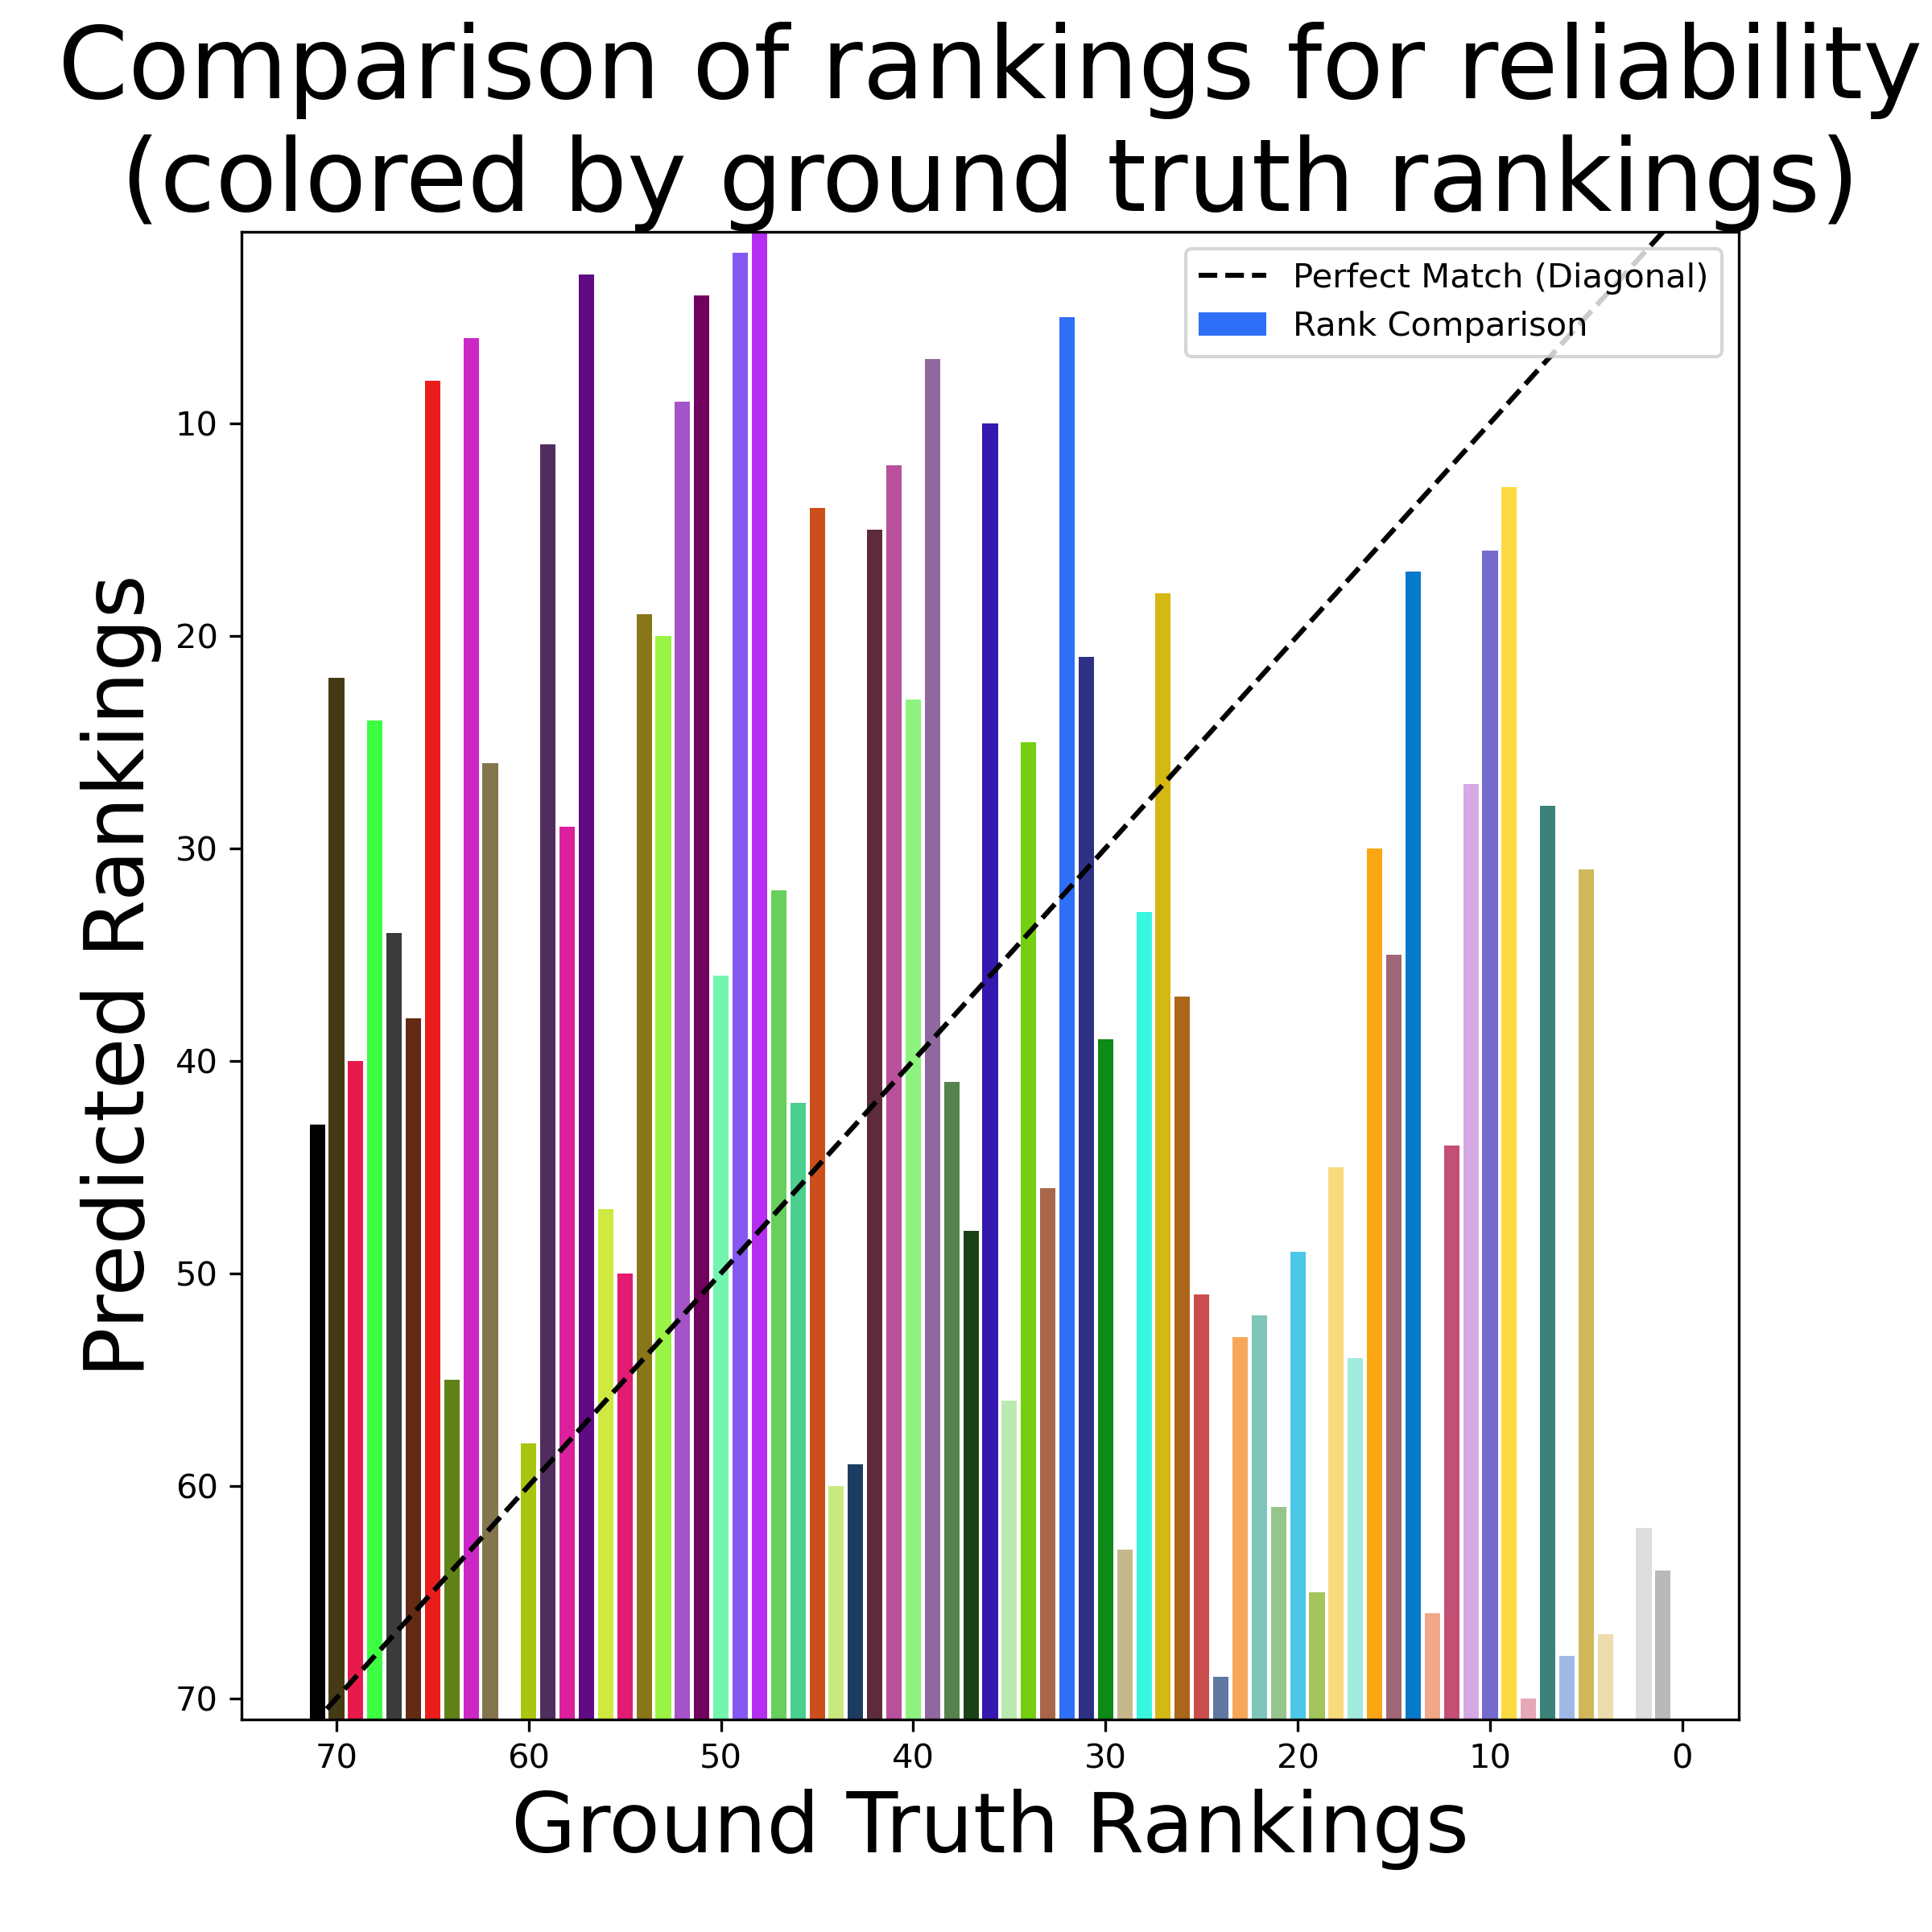 Comparison of rankings for reliability
(colored by ground truth rankings)
Perfect Match (Diagonal)
Rank Comparison
Predicted Rankings
10
20
30
40
50
60
70
70 60 50 40 30 20 10 0
Ground Truth Rankings